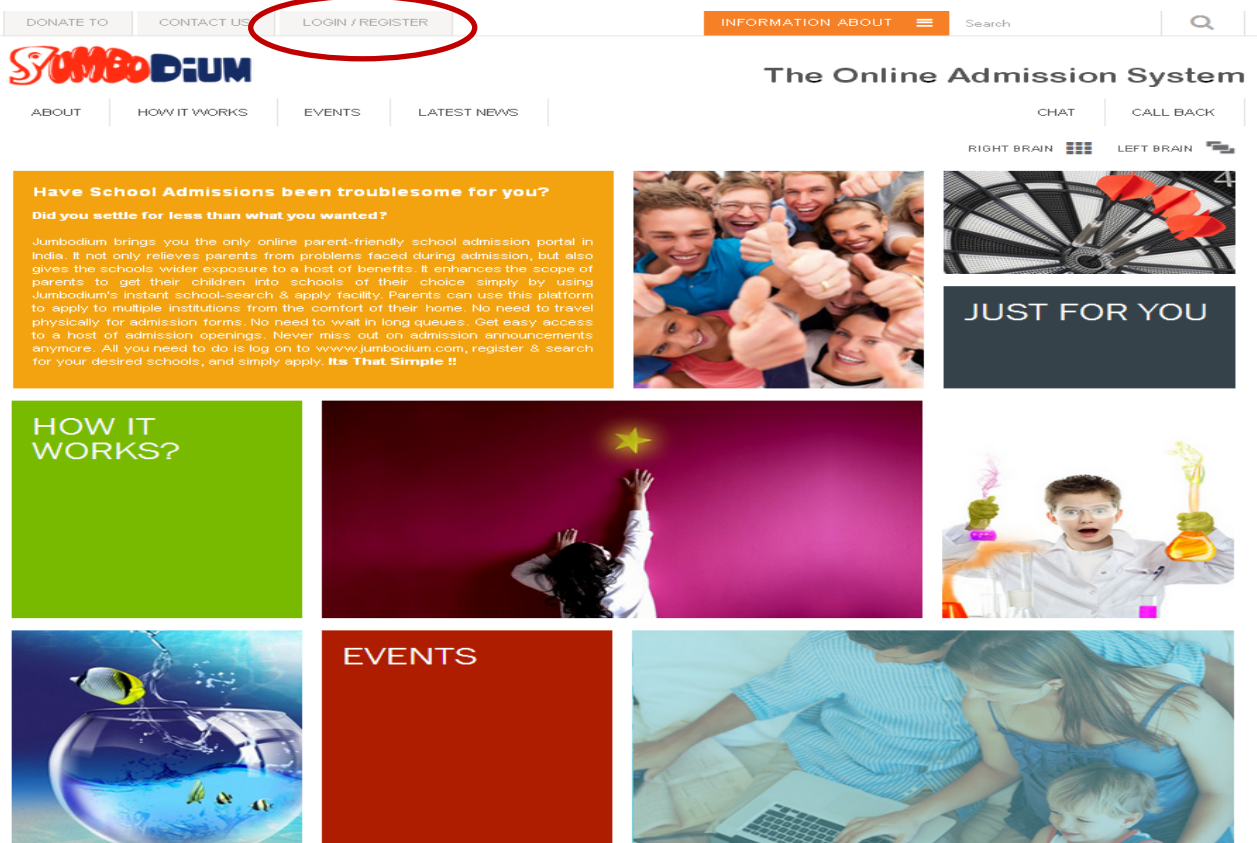 DONATE TO
CONTACT US
LOGIN / REGISTER
INFORMATION ABOUT
Search
JUMBODiUM
The Online Admission System
ABOUT
HOW IT WORKS
EVENTS
LATEST NEWS
CHAT
CALL BACK
RIGHT BRAIN
LEFT BRAIN
Have School Admissions been troublesome for you?
Did you settle for less than what you wanted?
Jumbodium brings you the only online parent-friendly school admission portal in
India. It not only relieves parents from problems faced during admission, but also
gives the schools wider exposure to a host of benefits. It enhances the scope of
parents to get their children into schools of their choice simply by using
Jumbodium's instant school-search & apply facility. Parents can use this platform
to apply to multiple institutions from the comfort of their home. No need to travel
physically for admission forms. No need to wait in long queues. Get easy access
to a host of admission openings. Never miss out on admission announcements
anymore. All you need to do is log on to www.jumbodium.com, register & search
for your desired schools, and simply apply. Its That Simple !!
4
JUST FOR YOU
HOW IT
WORKS?
EVENTS